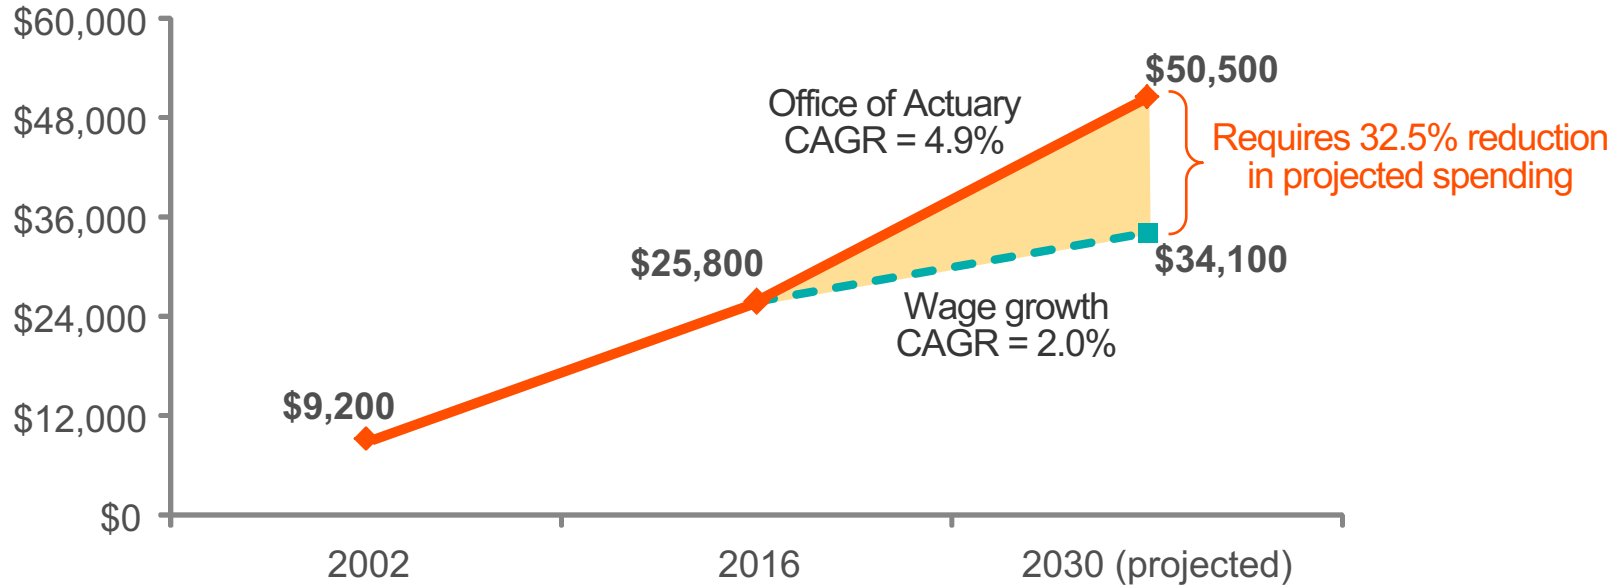 $60,000
$48,000
$36,000
$24,000
$12,000
$0
$50,500
Office of Actuary
CAGR = 4.9%
Requires 32.5% reduction
in projected spending
$25,800
$34,100
Wage growth
CAGR = 2.0%
$9,200
2002
2016
2030 (projected)